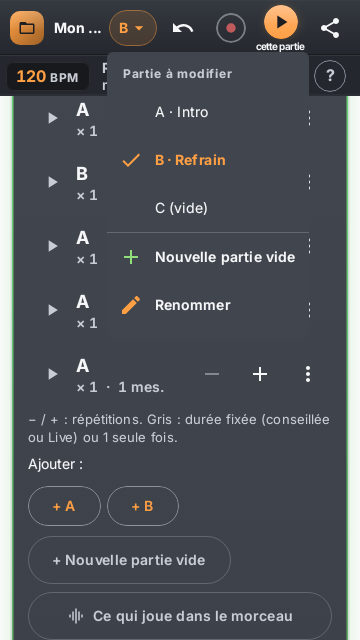 Mon ...
B
cette partie
120 BPM
?
Partie à modifier
A · Intro
B · Refrain
C (vide)
Nouvelle partie vide
Renommer
A
× 1
B
× 1
A
× 1
A
× 1
A
× 1 · 1 mes.
− / + : répétitions. Gris : durée fixée (conseillée
ou Live) ou 1 seule fois.
Ajouter :
+ A
+ B
+ Nouvelle partie vide
Ce qui joue dans le morceau